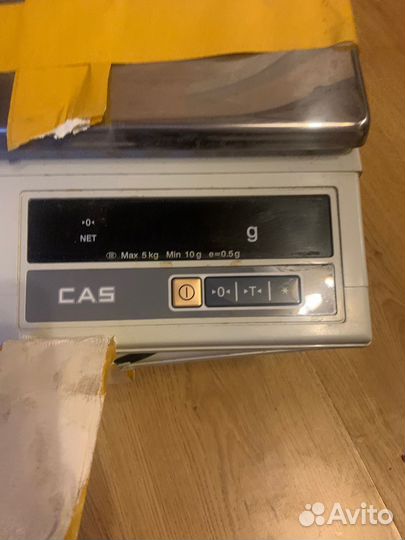 ▸0◂
NET
g
Ⓜ Max 5 kg Min 10 g e=0.5 g
CAS
▸0◂ ▸T◂ *
Avito